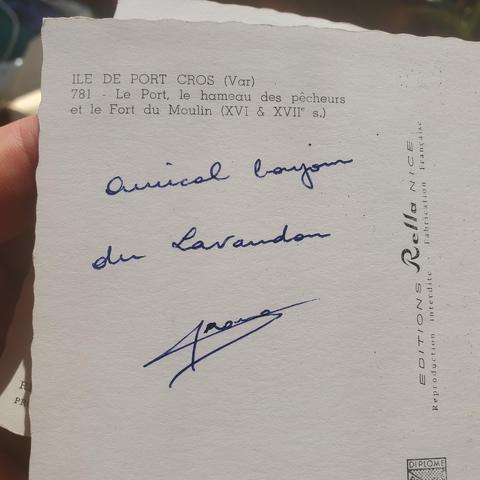 ILE DE PORT CROS (Var)
781 - Le Port, le hameau des pêcheurs
et le Fort du Moulin (XVI & XVIIe s.)
Amical bonjour
du Lavandou
EDITIONS Rella NICE
Reproduction interdite - Fabrication Française
DIPLOME